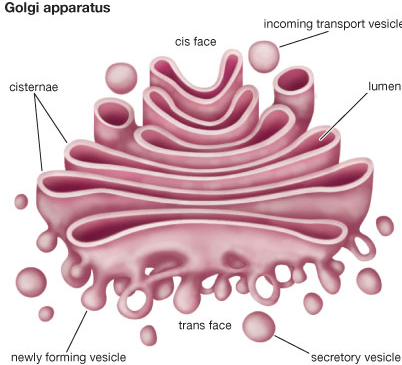 Golgi apparatus
incoming transport vesicle
cis face
cisternae
lumen
trans face
newly forming vesicle
secretory vesicle